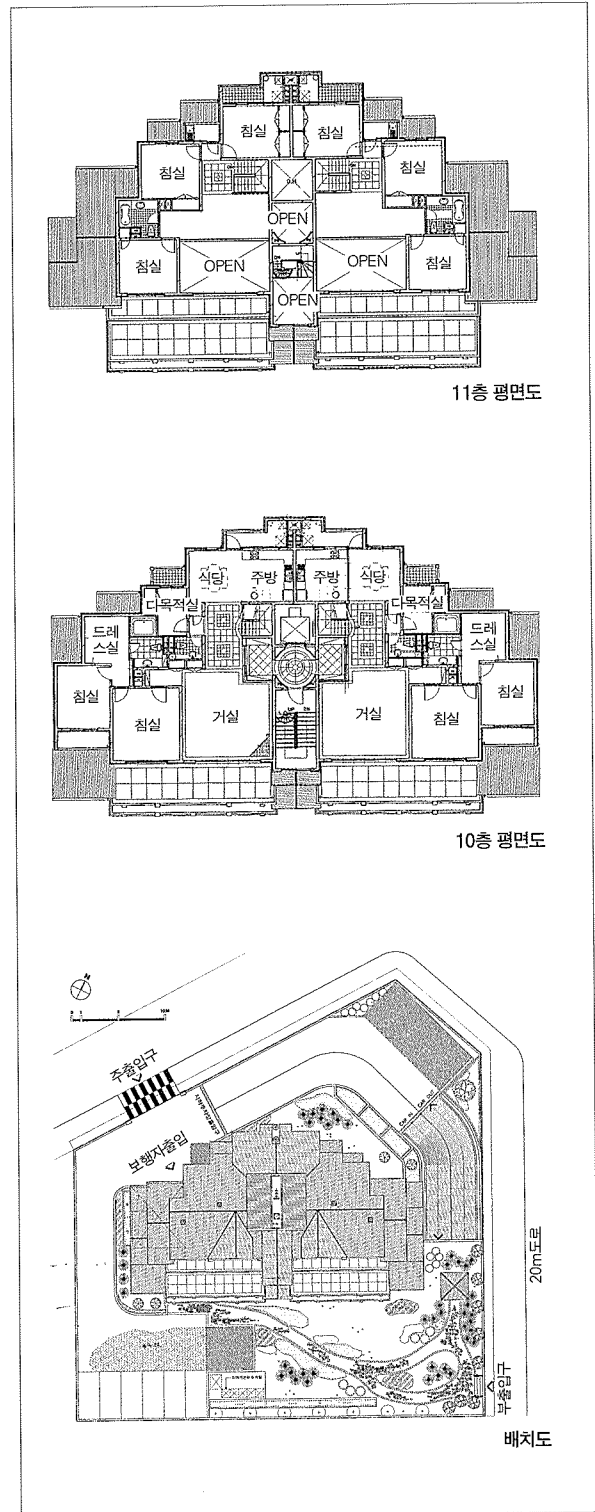 침실 침실
침실 침실
OPEN
침실 OPEN OPEN 침실
OPEN
11층 평면도
식당 주방 주방 식당
다목적실 다목적실
드레
스실
드레
스실
침실 침실 거실 거실 침실 침실
10층 평면도
N
주출입구
보행자출입
CAR IN CAR OUT
20m도로
부출입구
배치도